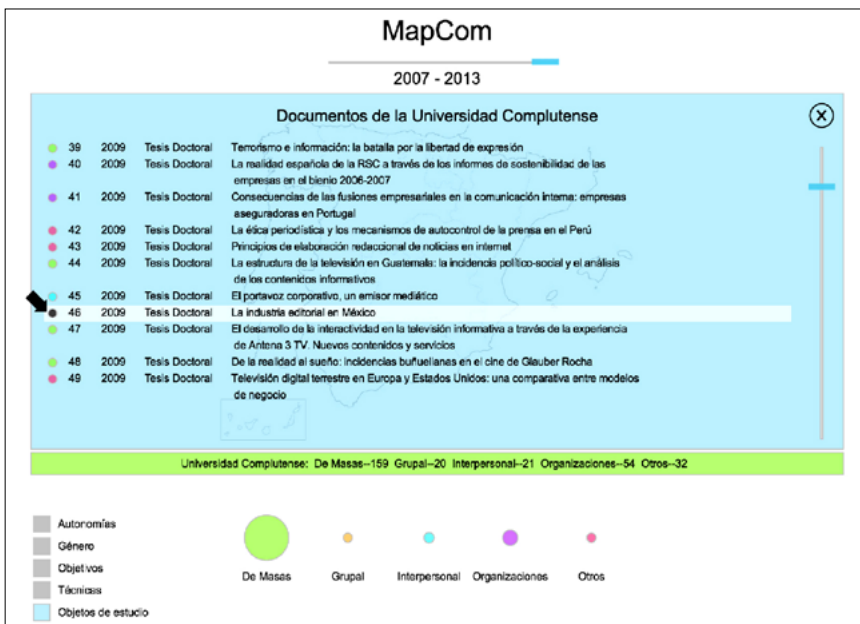 MapCom
2007 - 2013
Documentos de la Universidad Complutense
39 2009 Tesis Doctoral Terrorismo e información: la batalla por la libertad de expresión
40 2009 Tesis Doctoral La realidad española de la RSC a través de los informes de sostenibilidad de las
empresas en el bienio 2006-2007
41 2009 Tesis Doctoral Consecuencias de las fusiones empresariales en la comunicación interna: empresas
aseguradoras en Portugal
42 2009 Tesis Doctoral La ética periodística y los mecanismos de autocontrol de la prensa en el Perú
43 2009 Tesis Doctoral Principios de elaboración redaccional de noticias en internet
44 2009 Tesis Doctoral La estructura de la televisión en Guatemala: la incidencia político-social y el análisis
de los contenidos informativos
45 2009 Tesis Doctoral El portavoz corporativo, un emisor mediático
46 2009 Tesis Doctoral La industria editorial en México
47 2009 Tesis Doctoral El desarrollo de la interactividad en la televisión informativa a través de la experiencia
de Antena 3 TV. Nuevos contenidos y servicios
48 2009 Tesis Doctoral De la realidad al sueño: incidencias buñuelianas en el cine de Glauber Rocha
49 2009 Tesis Doctoral Televisión digital terrestre en Europa y Estados Unidos: una comparativa entre modelos
de negocio
Universidad Complutense: De Masas--159 Grupal--20 Interpersonal--21 Organizaciones--54 Otros--32
Autonomías
Género
Objetivos
Técnicas
Objetos de estudio
De Masas Grupal Interpersonal Organizaciones Otros